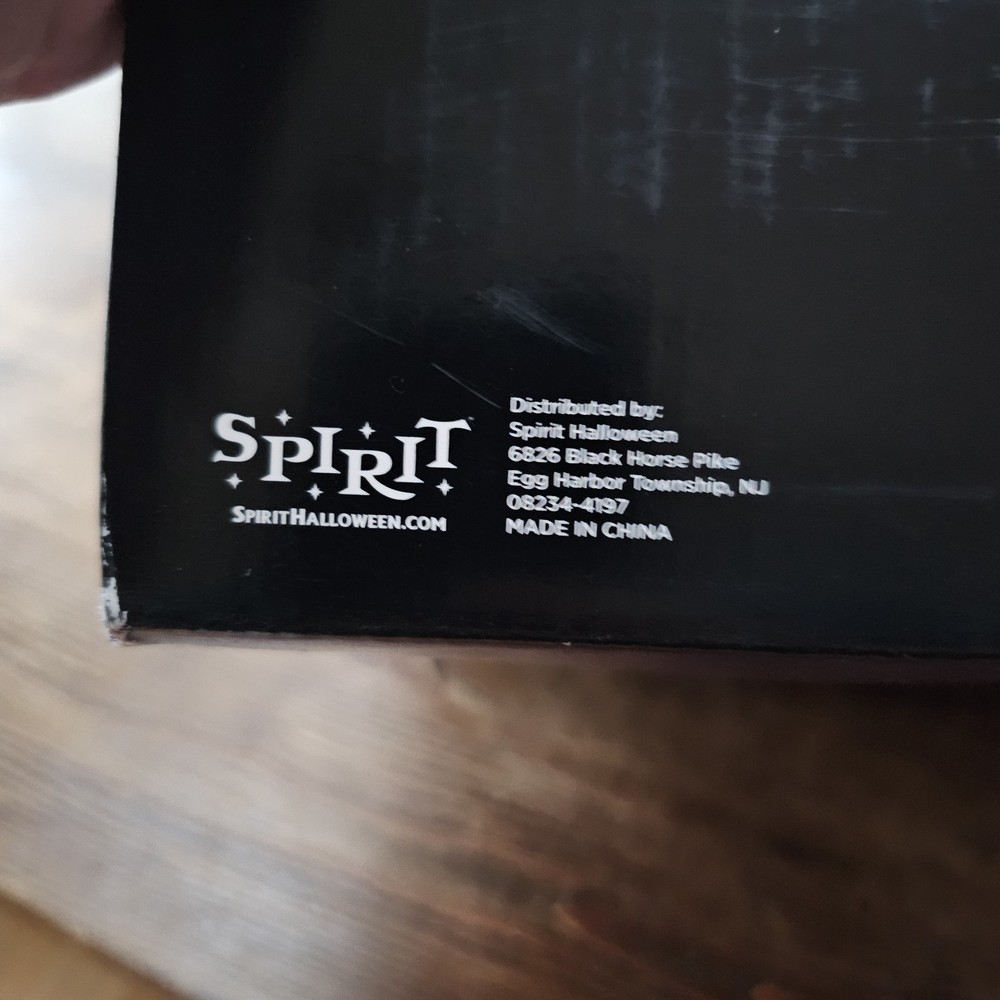 SPIRIT™
SPIRITHALLOWEEN.COM
Distributed by:
Spirit Halloween
6826 Black Horse Pike
Egg Harbor Township, NJ
08234-4197
MADE IN CHINA